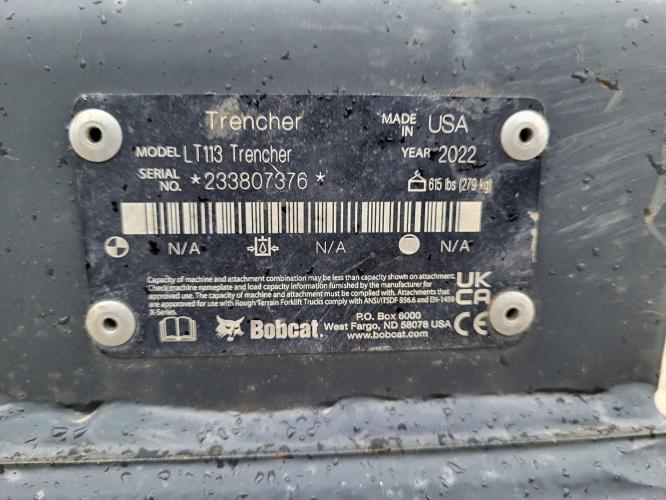 Trencher
MADE IN USA
MODEL LT113 Trencher
YEAR 2022
SERIAL NO. *233807376*
615 lbs (279 kg)
N/A N/A N/A
Capacity of machine and attachment combination may be less than capacity shown on attachment.
Check machine nameplate and load capacity information furnished by the manufacturer for
approved use. Capacity of the machine and attachment must be complied with. Attachments
approved for use with Rough Terrain Forklift Trucks comply with ANSI/ITSDF B56.6 and EN-1459
X-Series.
UK
CA
Bobcat
P.O. Box 6000
West Fargo, ND 58078 USA
www.bobcat.com
CE